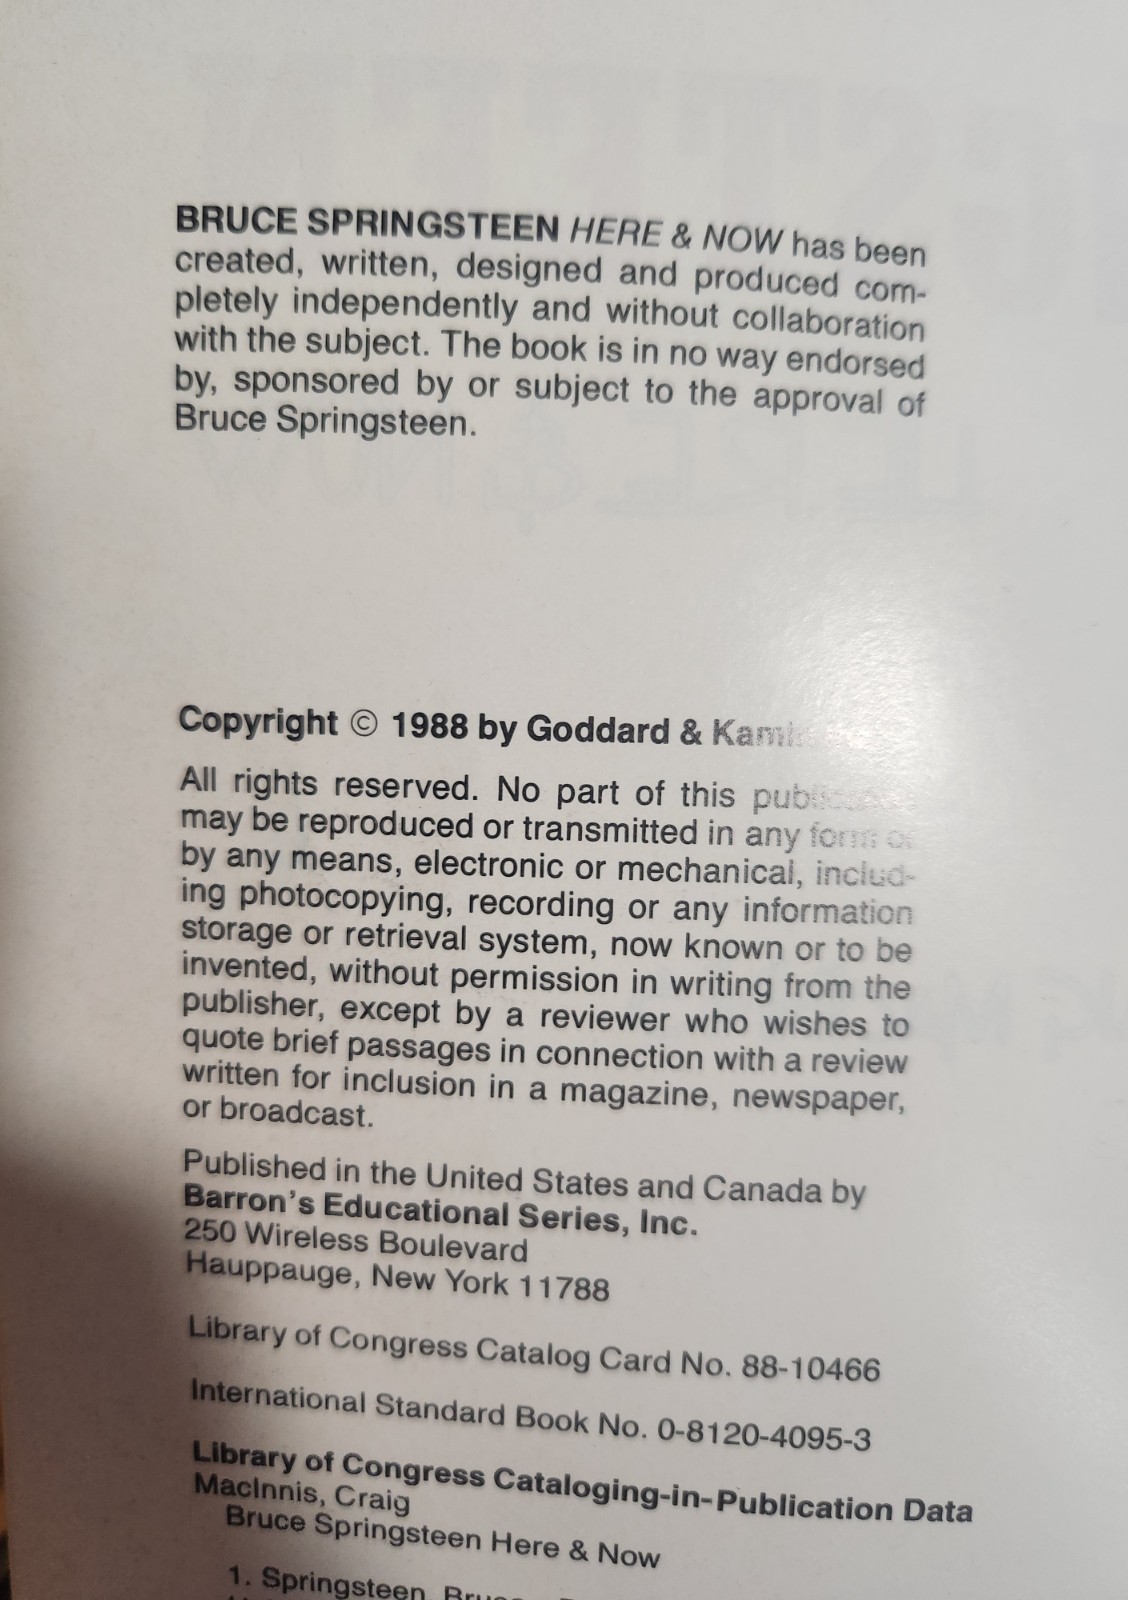 BRUCE SPRINGSTEEN HERE & NOW has been
created, written, designed and produced com-
pletely independently and without collaboration
with the subject. The book is in no way endorsed
by, sponsored by or subject to the approval of
Bruce Springsteen.
Copyright © 1988 by Goddard &
All rights reserved. No part of this
may be reproduced or transmitted in any form or
by any means, electronic or mechanical, includ-
ing photocopying, recording or any information
storage or retrieval system, now known or to be
invented, without permission in writing from the
publisher, except by a reviewer who wishes to
quote brief passages in connection with a review
written for inclusion in a magazine, newspaper,
or broadcast.
Published in the United States and Canada by
Barron's Educational Series, Inc.
250 Wireless Boulevard
Hauppauge, New York 11788
Library of Congress Catalog Card No. 88-10466
International Standard Book No. 0-8120-4095-3
Library of Congress Cataloging-in-Publication Data
MacInnis, Craig
Bruce Springsteen Here & Now
1. Springsteen,